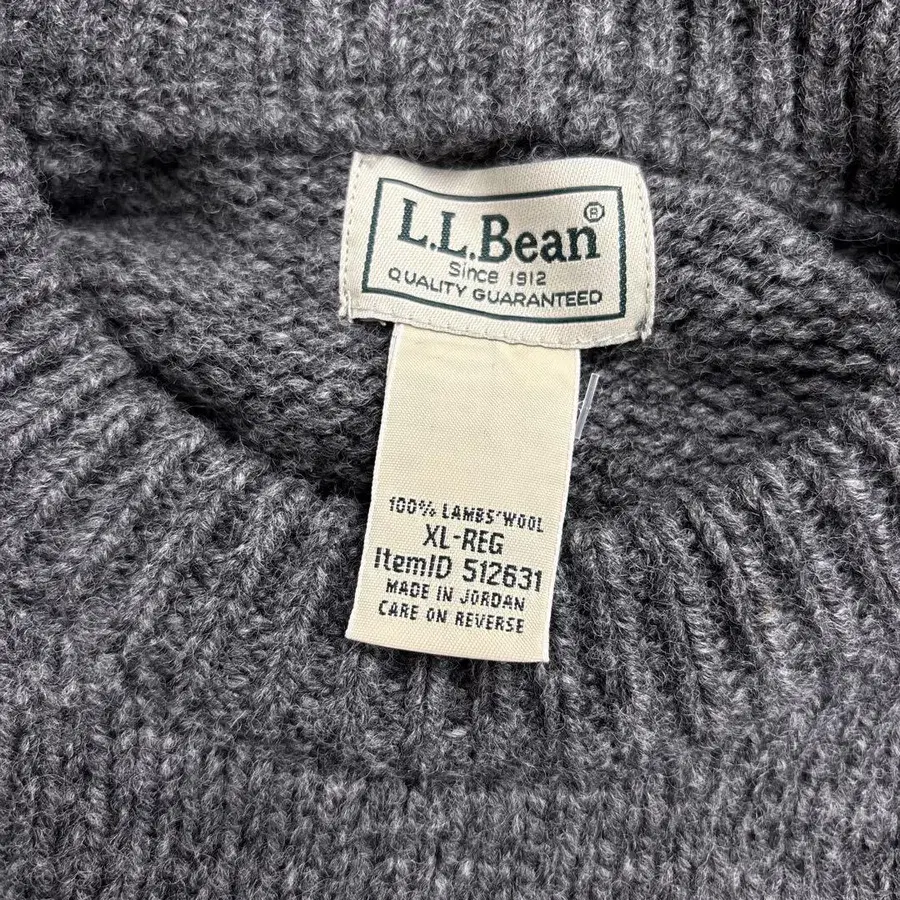 L.L.Bean®
Since 1912
QUALITY GUARANTEED
100% LAMBS' WOOL
XL-REG
ItemID 512631
MADE IN JORDAN
CARE ON REVERSE